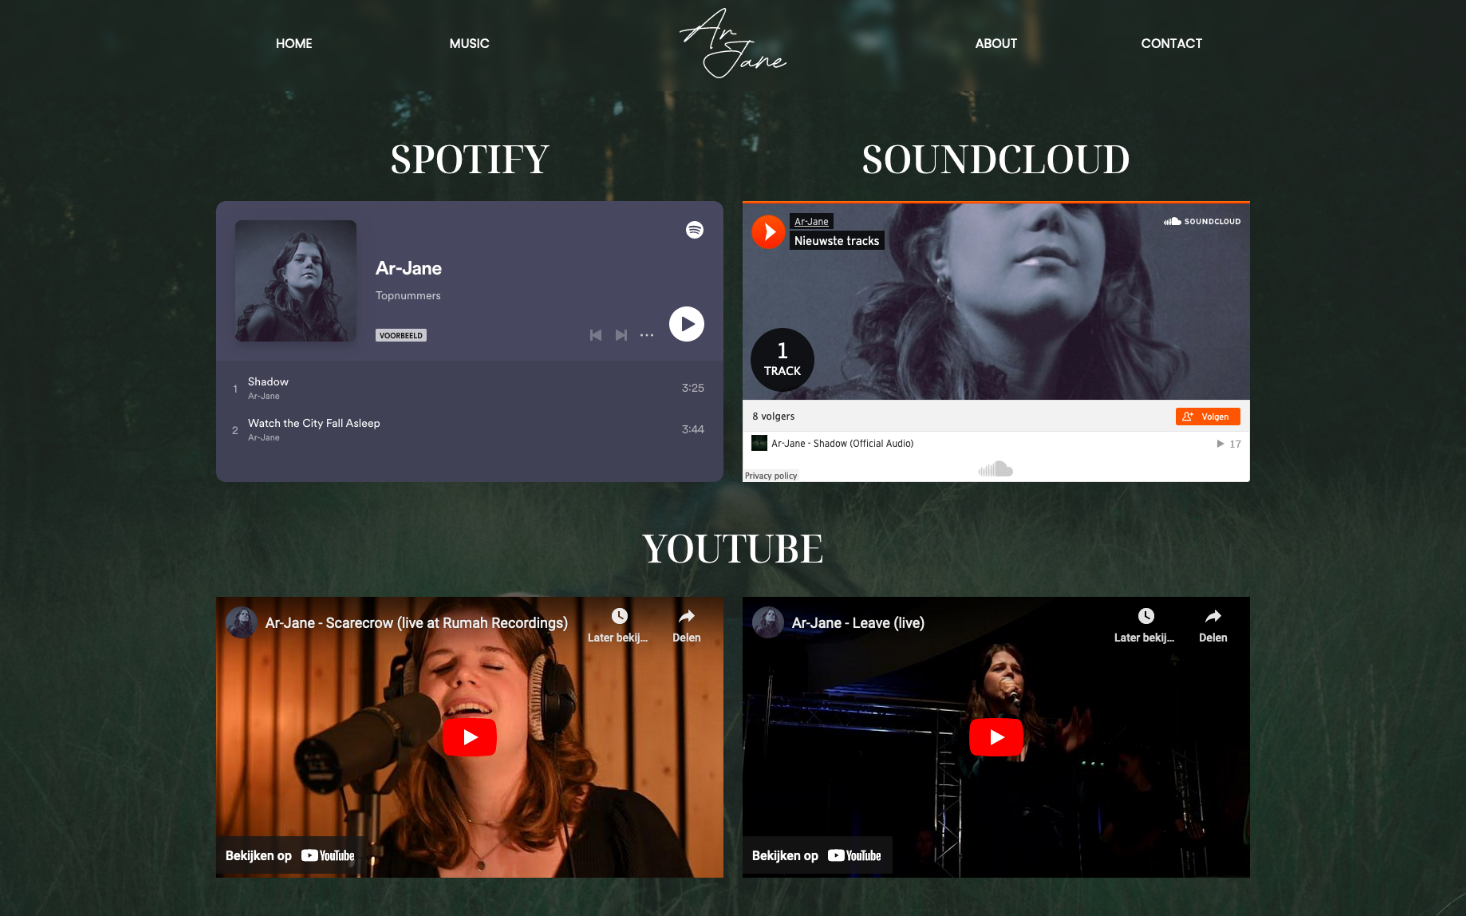 HOME
MUSIC
Ar
Jane
ABOUT
CONTACT
SPOTIFY
Ar-Jane
Topnummers
VOORBEELD
1
Shadow
Ar-Jane
3:25
2
Watch the City Fall Asleep
Ar-Jane
3:44
SOUNDCLOUD
Ar-Jane
Nieuwste tracks
SOUNDCLOUD
1
TRACK
8 volgers
Volgen
Ar-Jane - Shadow (Official Audio)
17
Privacy policy
YOUTUBE
Ar-Jane - Scarecrow (live at Rumah Recordings)
Later bekij...
Delen
Bekijken op YouTube
Ar-Jane - Leave (live)
Later bekij...
Delen
Bekijken op YouTube